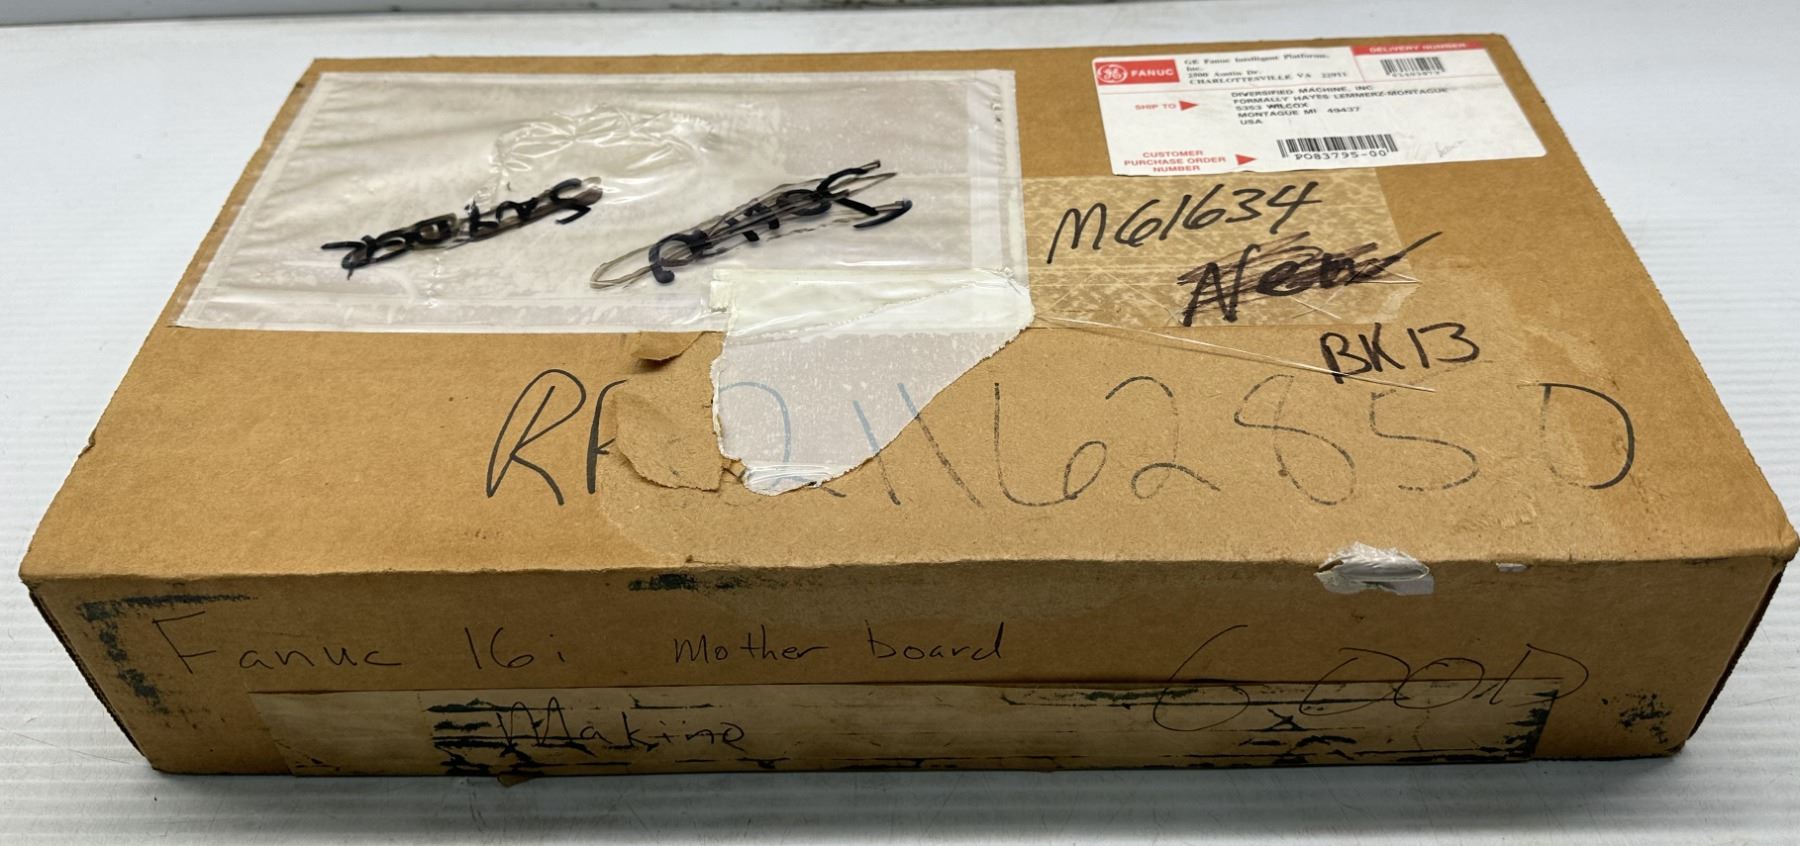 GE FANUC
GE Fanuc Intelligent Platforms,
Inc.
2500 Austin Dr.
CHARLOTTESVILLE VA 22911
DELIVERY NUMBER
SHIP TO
DIVERSIFIED MACHINE, INC
FORMALLY HAYES LEMMERZ-MONTAGUE
5353 WILCOX
MONTAGUE MI 49437
USA
CUSTOMER
PURCHASE ORDER
NUMBER
PO83795-00
M61634
New
BK13
Fanuc 16i Mother board
GOOD
Makino